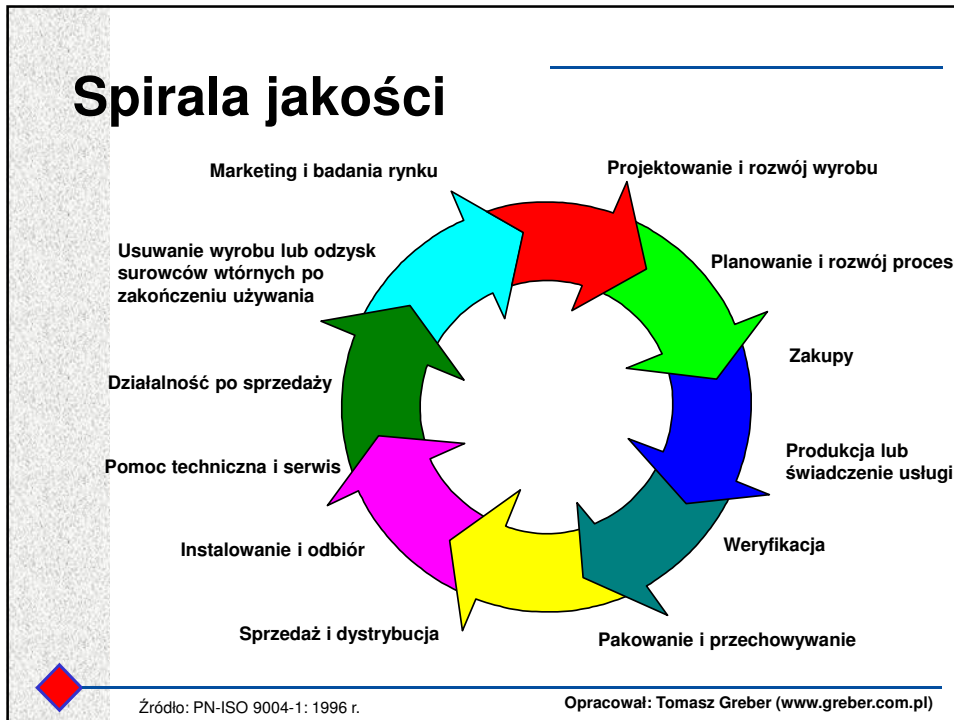 Spirala jakości
Marketing i badania rynku
Projektowanie i rozwój wyrobu
Usuwanie wyrobu lub odzysk
surowców wtórnych po
zakończeniu używania
Planowanie i rozwój proces
Zakupy
Działalność po sprzedaży
Produkcja lub
świadczenie usługi
Pomoc techniczna i serwis
Weryfikacja
Instalowanie i odbiór
Sprzedaż i dystrybucja
Pakowanie i przechowywanie
Źródło: PN-ISO 9004-1: 1996 r.
Opracował: Tomasz Greber (www.greber.com.pl)